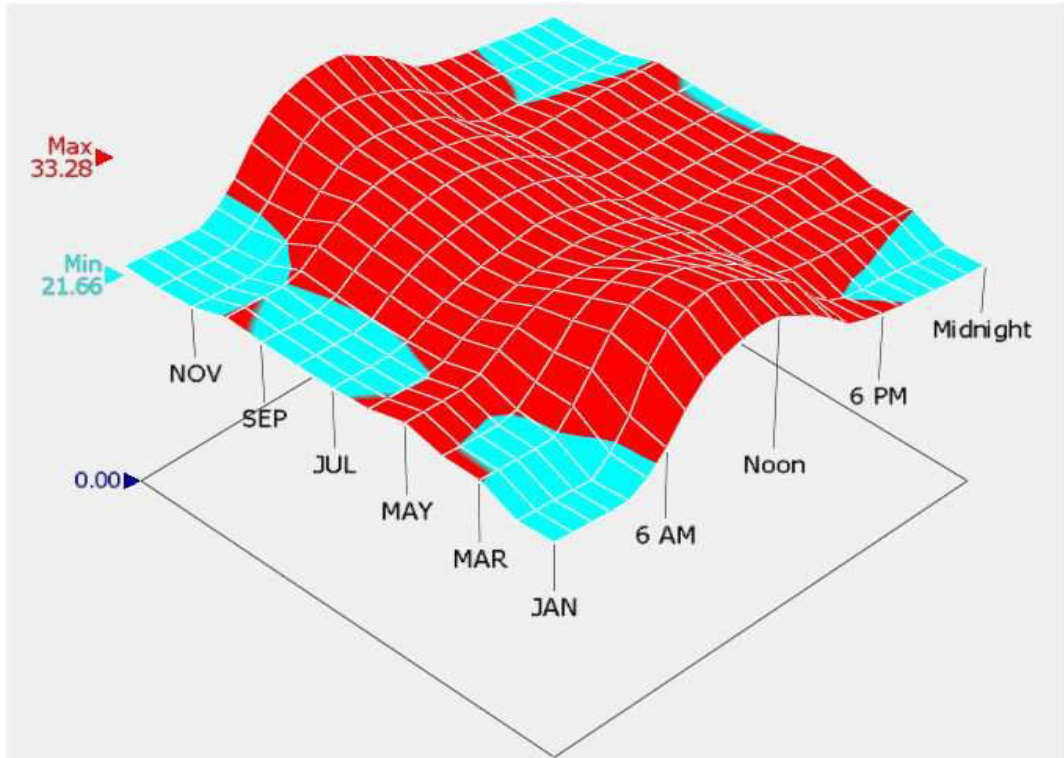 Max
33.28
Min
21.66
0.00
NOV
SEP
JUL
MAY
MAR
JAN
6 AM
Noon
6 PM
Midnight